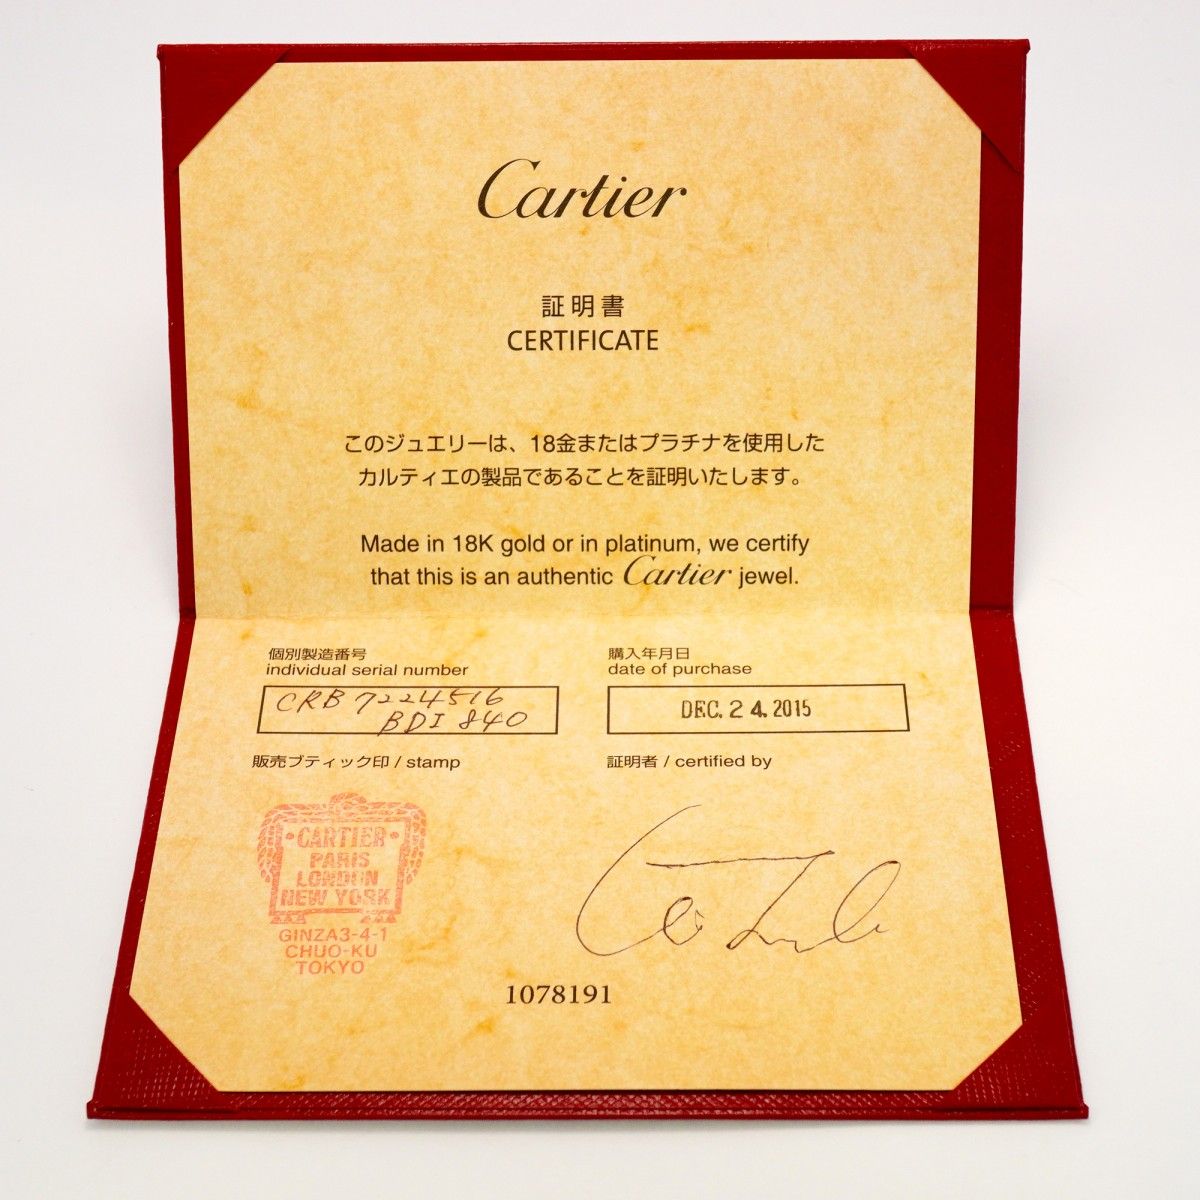 Cartier
証明書
CERTIFICATE
このジュエリーは、18金またはプラチナを使用した
カルティエの製品であることを証明いたします。
Made in 18K gold or in platinum, we certify
that this is an authentic Cartier jewel.
個別製造番号
individual serial number
CRB 7224516
BDI 840
購入年月日
date of purchase
DEC. 24. 2015
販売ブティック印 / stamp
・CARTIER・
PARIS
LONDON
NEW YORK
GINZA3-4-1
CHUO-KU
TOKYO
証明者 / certified by
1078191